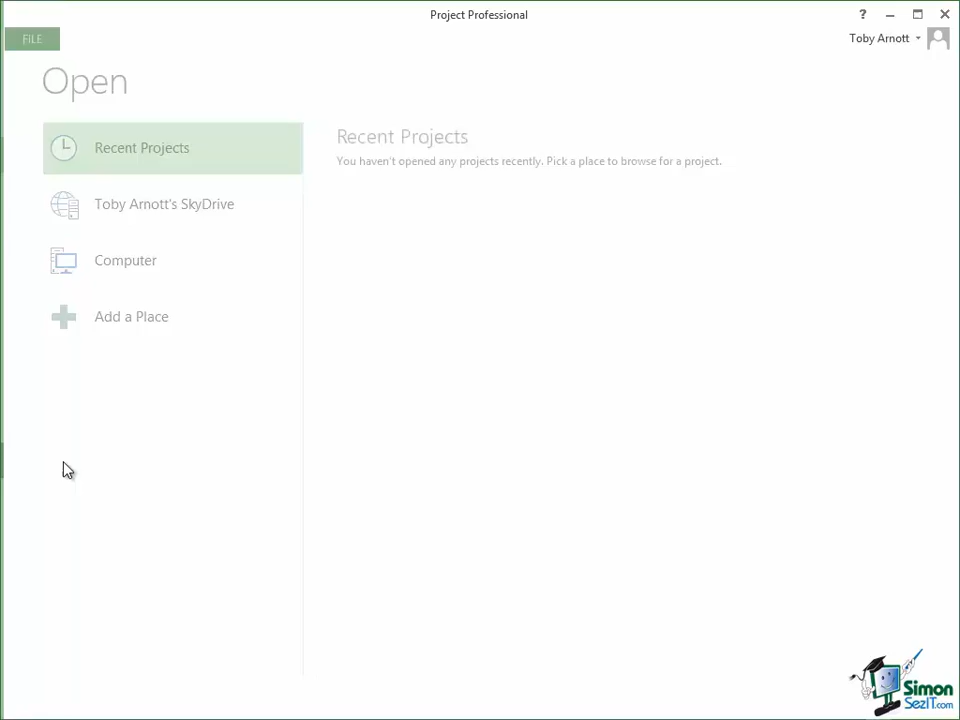 Project Professional
?
FILE
Toby Arnott
Open
Recent Projects
Toby Arnott's SkyDrive
Computer
Add a Place
Recent Projects
You haven't opened any projects recently. Pick a place to browse for a project.
Simon
SezIT.com